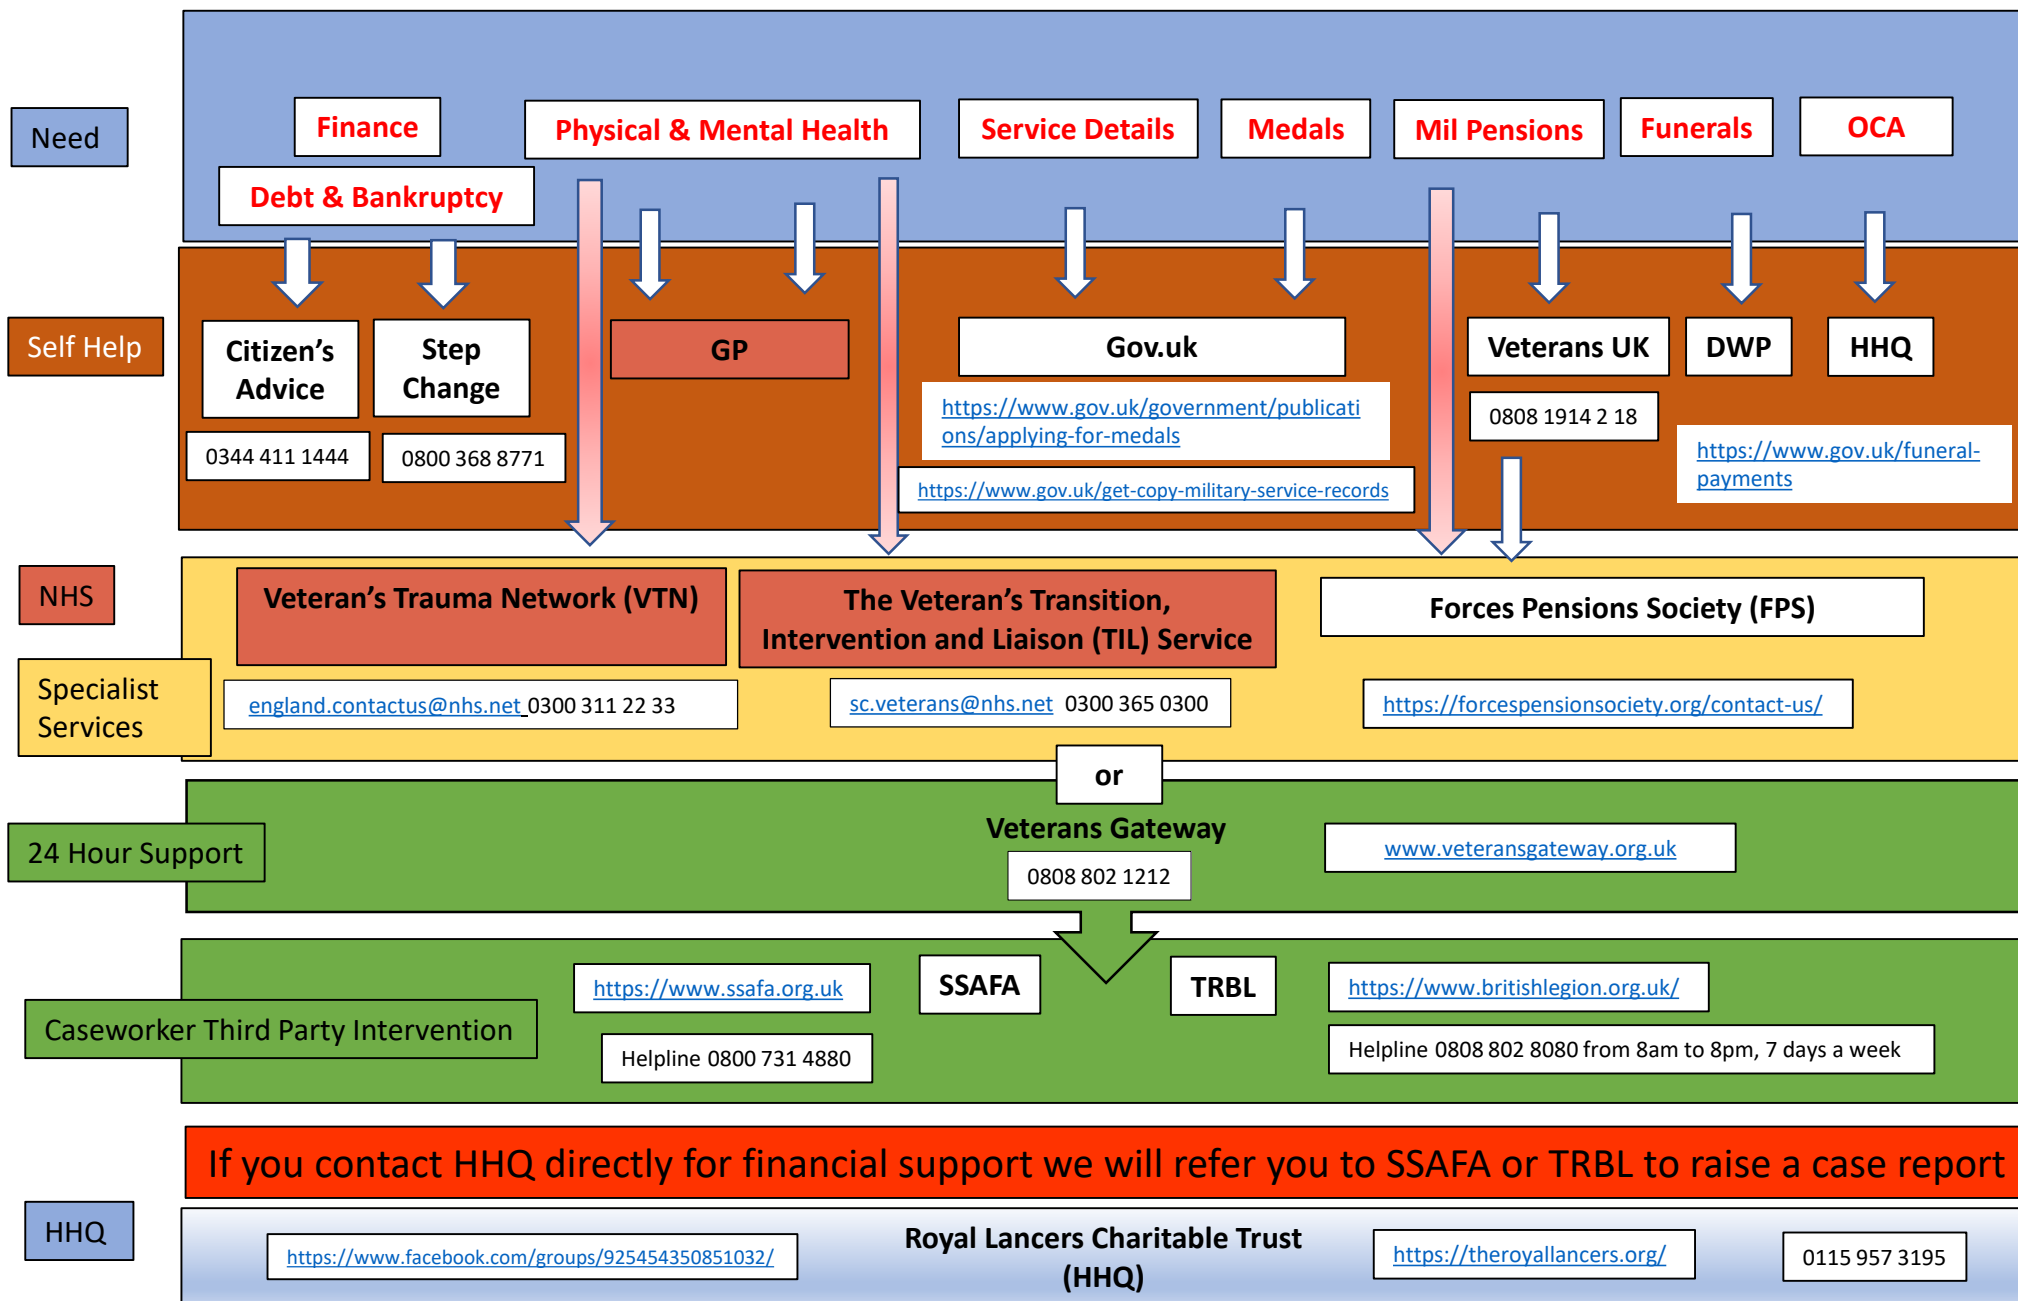 Need
Finance
Debt & Bankruptcy
Physical & Mental Health
Service Details
Medals
Mil Pensions
Funerals
OCA
Self Help
Citizen's
Advice
0344 411 1444
Step
Change
0800 368 8771
GP
Gov.uk
https://www.gov.uk/government/publicati
ons/applying-for-medals
https://www.gov.uk/get-copy-military-service-records
Veterans UK
0808 1914 2 18
DWP
https://www.gov.uk/funeral-
payments
HHQ
NHS
Specialist
Services
Veteran's Trauma Network (VTN)
england.contactus@nhs.net 0300 311 22 33
The Veteran's Transition,
Intervention and Liaison (TIL) Service
sc.veterans@nhs.net 0300 365 0300
Forces Pensions Society (FPS)
https://forcespensionsociety.org/contact-us/
or
24 Hour Support
Veterans Gateway
0808 802 1212
www.veteransgateway.org.uk
Caseworker Third Party Intervention
https://www.ssafa.org.uk
SSAFA
Helpline 0800 731 4880
TRBL
https://www.britishlegion.org.uk/
Helpline 0808 802 8080 from 8am to 8pm, 7 days a week
If you contact HHQ directly for financial support we will refer you to SSAFA or TRBL to raise a case report
HHQ
https://www.facebook.com/groups/925454350851032/
Royal Lancers Charitable Trust
(HHQ)
https://theroyallancers.org/
0115 957 3195